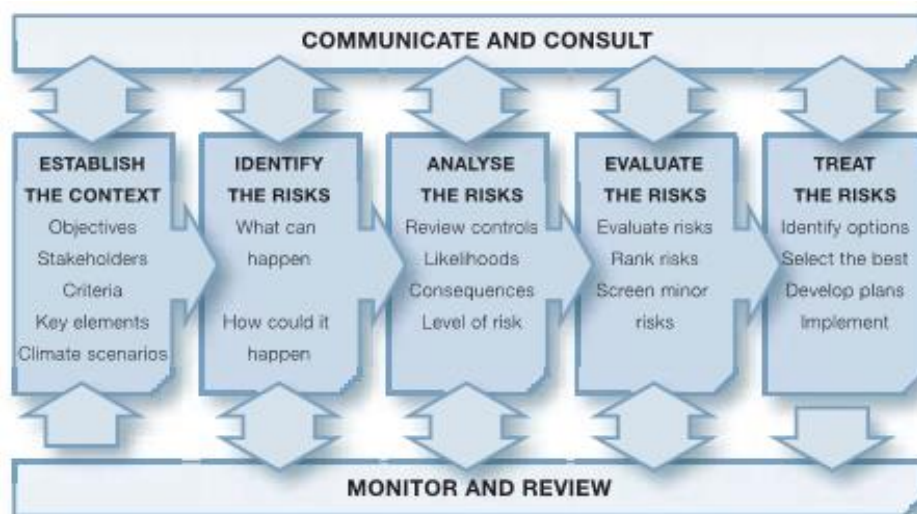 COMMUNICATE AND CONSULT
ESTABLISH
THE CONTEXT
Objectives
Stakeholders
Criteria
Key elements
Climate scenarios
IDENTIFY
THE RISKS
What can
happen
How could it
happen
ANALYSE
THE RISKS
Review controls
Likelihoods
Consequences
Level of risk
EVALUATE
THE RISKS
Evaluate risks
Rank risks
Screen minor
risks
TREAT
THE RISKS
Identify options
Select the best
Develop plans
Implement
MONITOR AND REVIEW